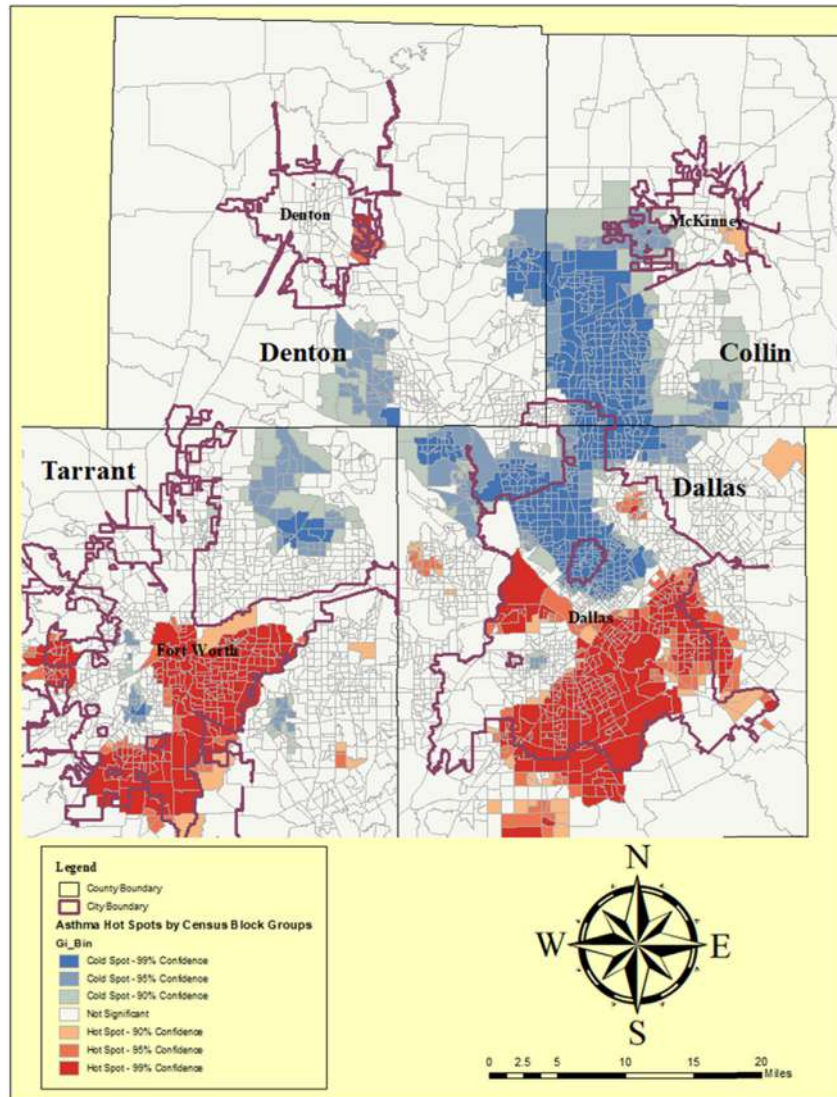 Denton
McKinney
Denton
Collin
Tarrant
Dallas
Dallas
Fort Worth
Legend
County Boundary
City Boundary
Asthma Hot Spots by Census Block Groups
Gi_Bin
Cold Spot - 99% Confidence
Cold Spot - 95% Confidence
Cold Spot - 90% Confidence
Not Significant
Hot Spot - 90% Confidence
Hot Spot - 95% Confidence
Hot Spot - 99% Confidence
N
W E
S
0 2.5 5 10 15 20
Miles